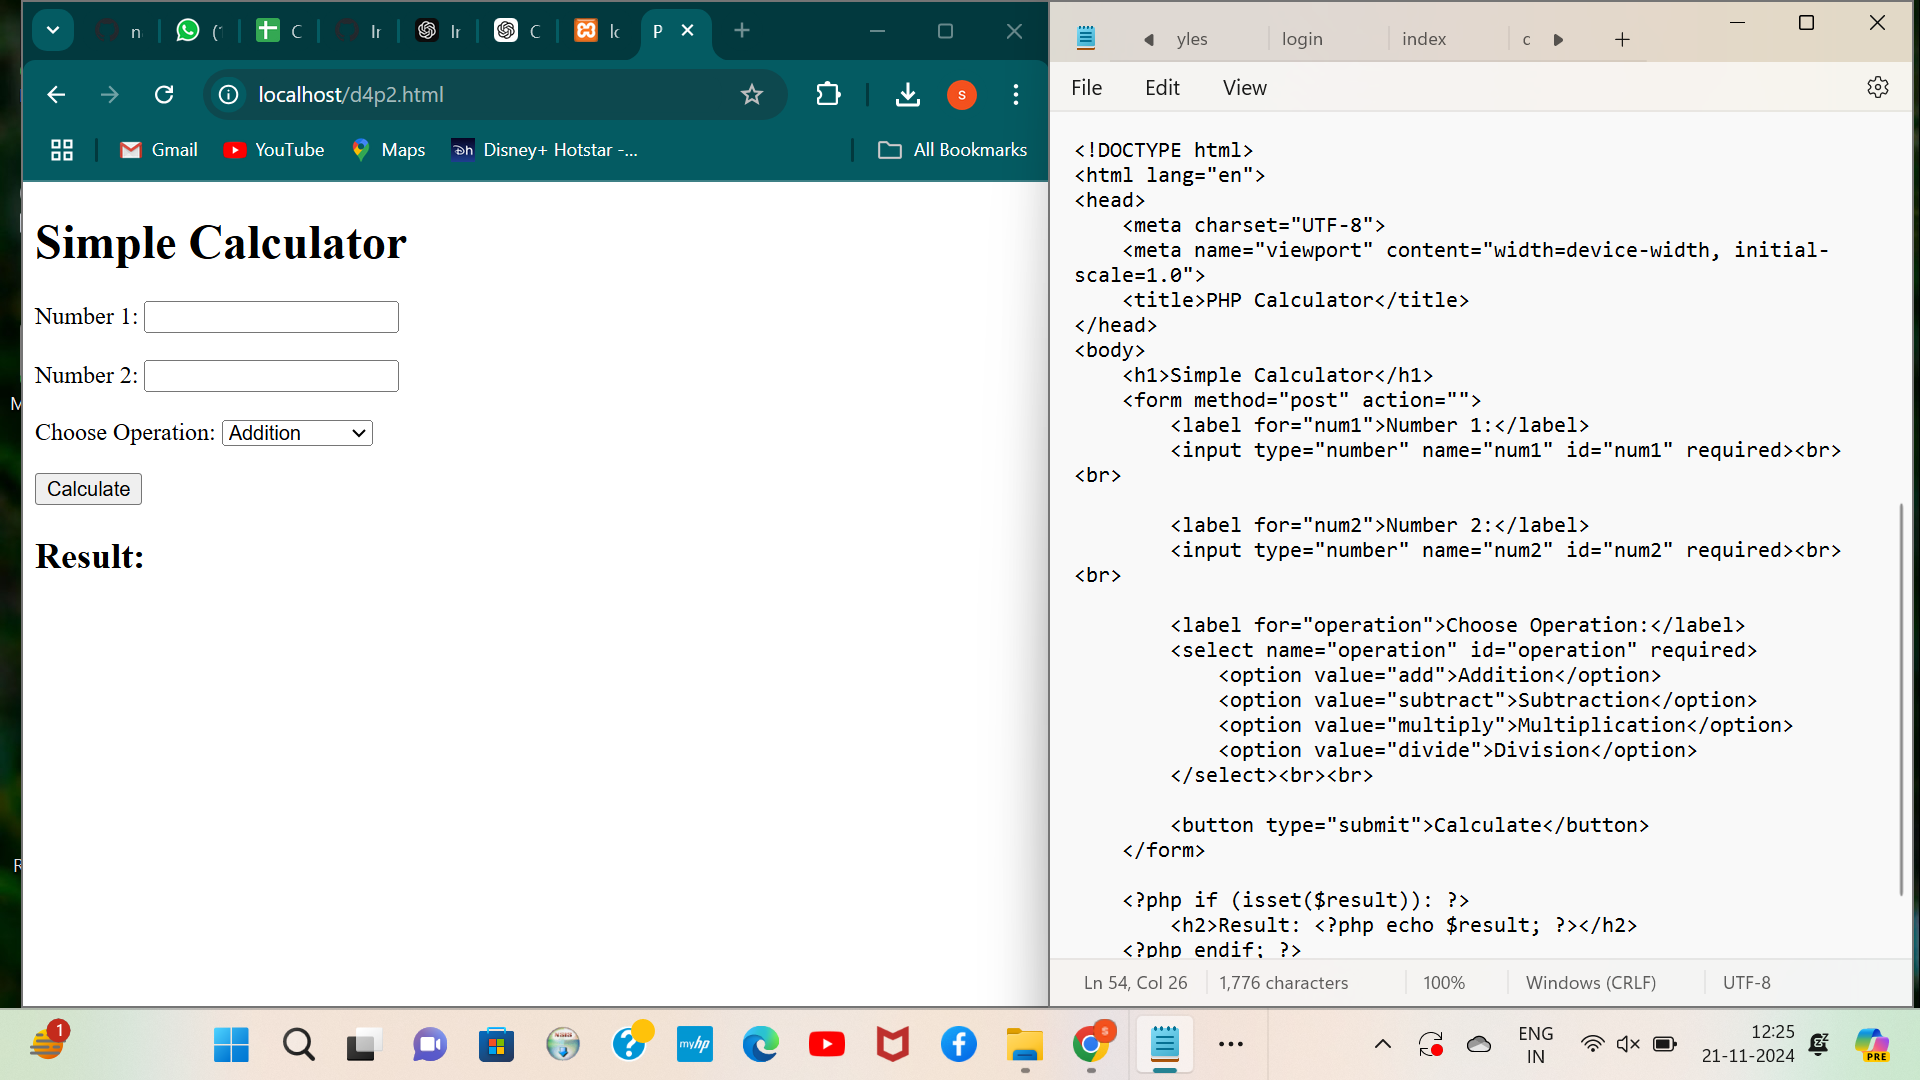 n
(
C
Ir
Ir
C
lc
P
localhost/d4p2.html
s
Gmail
YouTube
Maps
Disney+ Hotstar -...
All Bookmarks
Simple Calculator
Number 1:
Number 2:
Choose Operation: Addition
Calculate
Result:
yles
login
index
c
File
Edit
View
<!DOCTYPE html>
<html lang="en">
<head>
    <meta charset="UTF-8">
    <meta name="viewport" content="width=device-width, initial-
scale=1.0">
    <title>PHP Calculator</title>
</head>
<body>
    <h1>Simple Calculator</h1>
    <form method="post" action="">
        <label for="num1">Number 1:</label>
        <input type="number" name="num1" id="num1" required><br>
<br>
        <label for="num2">Number 2:</label>
        <input type="number" name="num2" id="num2" required><br>
<br>
        <label for="operation">Choose Operation:</label>
        <select name="operation" id="operation" required>
            <option value="add">Addition</option>
            <option value="subtract">Subtraction</option>
            <option value="multiply">Multiplication</option>
            <option value="divide">Division</option>
        </select><br><br>
        <button type="submit">Calculate</button>
    </form>
    <?php if (isset($result)): ?>
        <h2>Result: <?php echo $result; ?></h2>
    <?php endif; ?>
Ln 54, Col 26
1,776 characters
100%
Windows (CRLF)
UTF-8
M
R
1
myhp
S
ENG
IN
12:25
21-11-2024
PRE